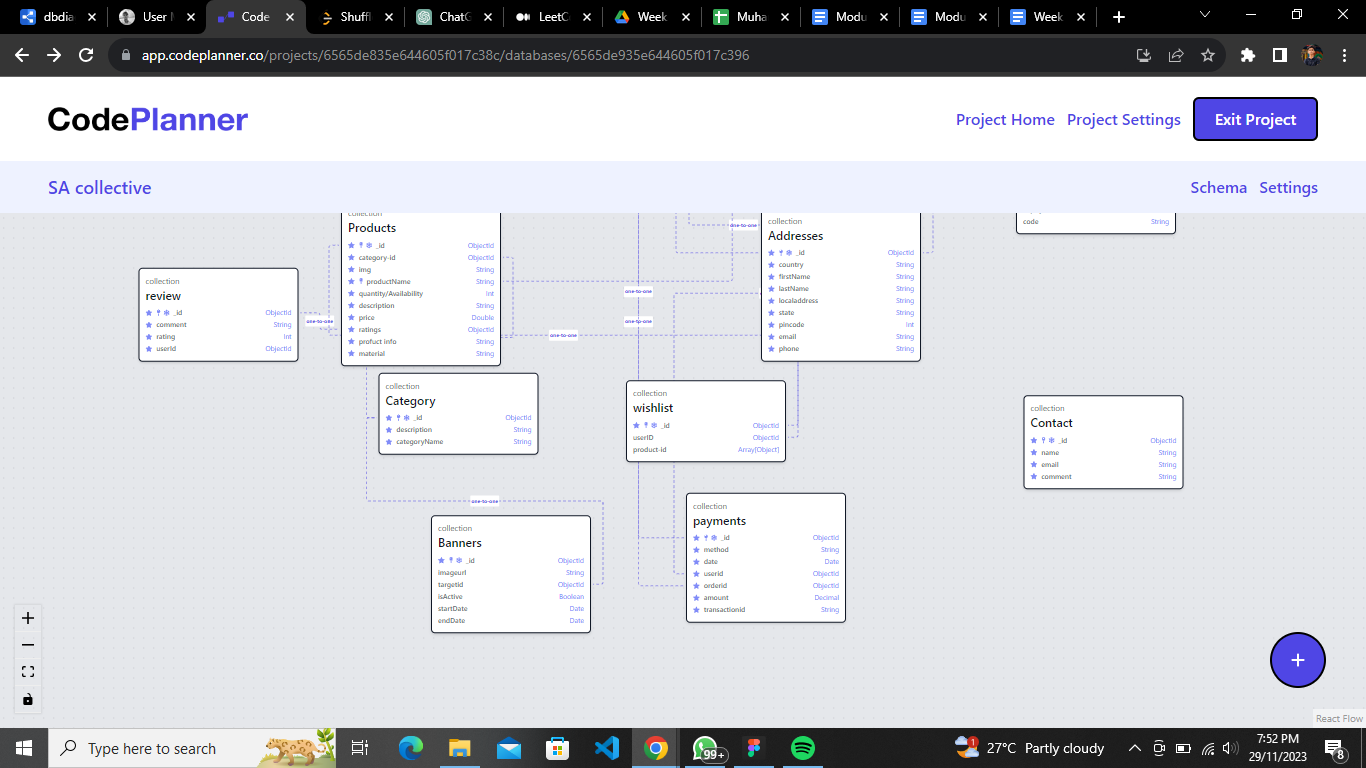 dbdia
User M
Code
Shuffl
ChatG
LeetCo
Week
Muha
Modu
Modu
Week
app.codeplanner.co/projects/6565de835e644605f017c38c/databases/6565de935e644605f017c396
CodePlanner
Project Home
Project Settings
Exit Project
SA collective
Schema
Settings
collection
Products
_id ObjectId
category-id ObjectId
img String
productName String
quantity/Availability Int
description String
price Double
ratings ObjectId
profuct info String
material String
collection
Addresses
_id ObjectId
country String
firstName String
lastName String
localaddress String
state String
pincode Int
email String
phone String
code String
collection
review
_id ObjectId
comment String
rating Int
userId ObjectId
one-to-one
one-to-one
one-to-one
one-to-one
one-to-one
collection
Category
_id ObjectId
description String
categoryName String
collection
wishlist
_id ObjectId
userID ObjectId
product-id Array[Object]
collection
Contact
_id ObjectId
name String
email String
comment String
one-to-one
collection
Banners
_id ObjectId
imageurl String
targetid ObjectId
isActive Boolean
startDate Date
endDate Date
collection
payments
_id ObjectId
method String
date Date
userid ObjectId
orderid ObjectId
amount Decimal
transactionid String
React Flow
Type here to search
99+
1
27°C Partly cloudy
7:52 PM
29/11/2023
8